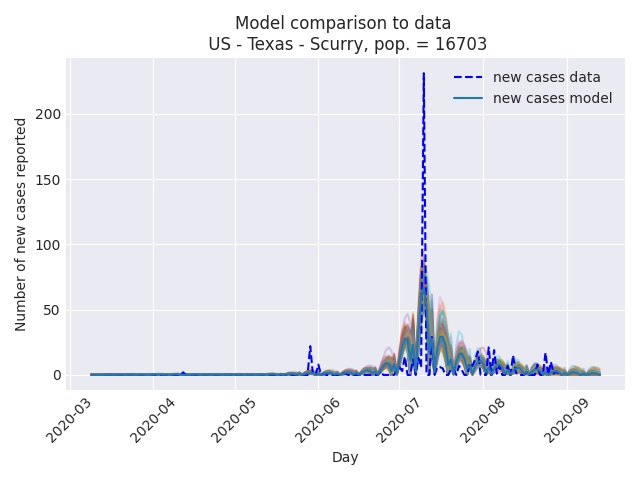 Model comparison to data
US - Texas - Scurry, pop. = 16703
new cases data
new cases model
Number of new cases reported
200
150
100
50
0
2020-03
2020-04
2020-05
2020-06
2020-07
2020-08
2020-09
Day